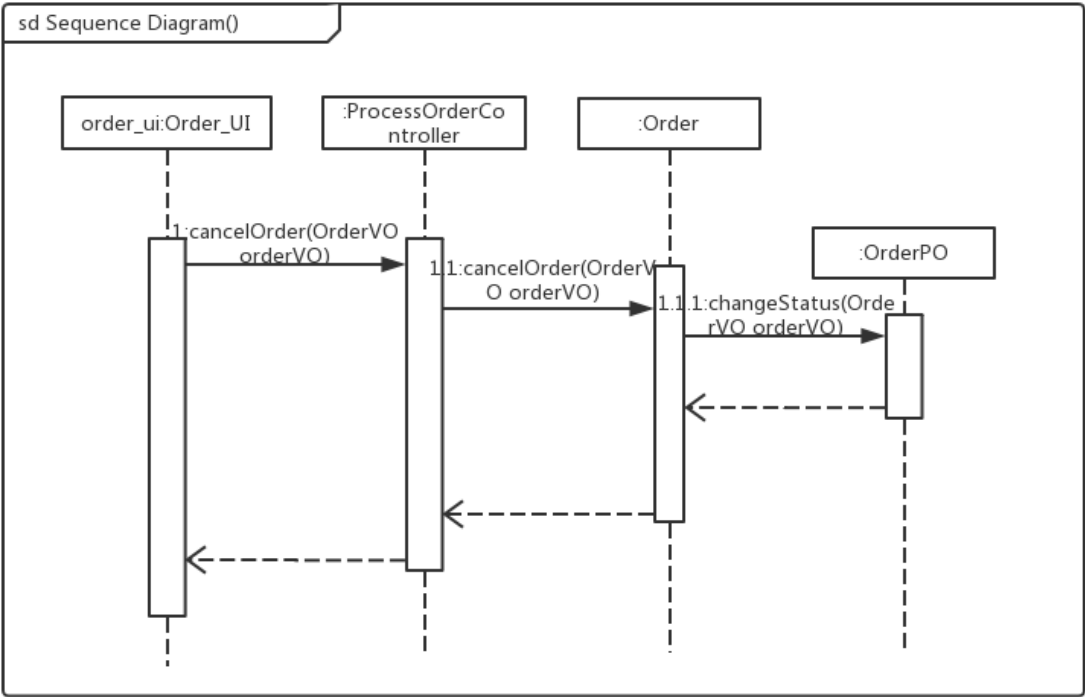 sd Sequence Diagram()
order_ui:Order_UI
:ProcessOrderCo
ntroller
:Order
:OrderPO
1:cancelOrder(OrderVO
orderVO)
1.1:cancelOrder(OrderV
O orderVO)
1.1.1:changeStatus(Orde
rVO orderVO)